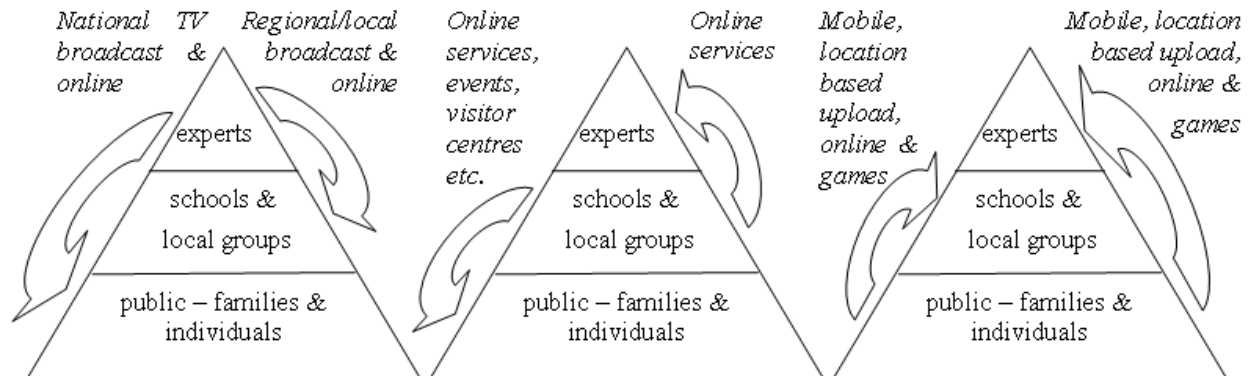 National TV
broadcast &
online
Regional/local
broadcast &
online
experts
schools &
local groups
public – families &
individuals
Online
services,
events,
visitor
centres
etc.
Online
services
experts
schools &
local groups
public – families &
individuals
Mobile,
location
based
upload,
online &
games
Mobile, location
based upload,
online &
games
experts
schools &
local groups
public – families &
individuals